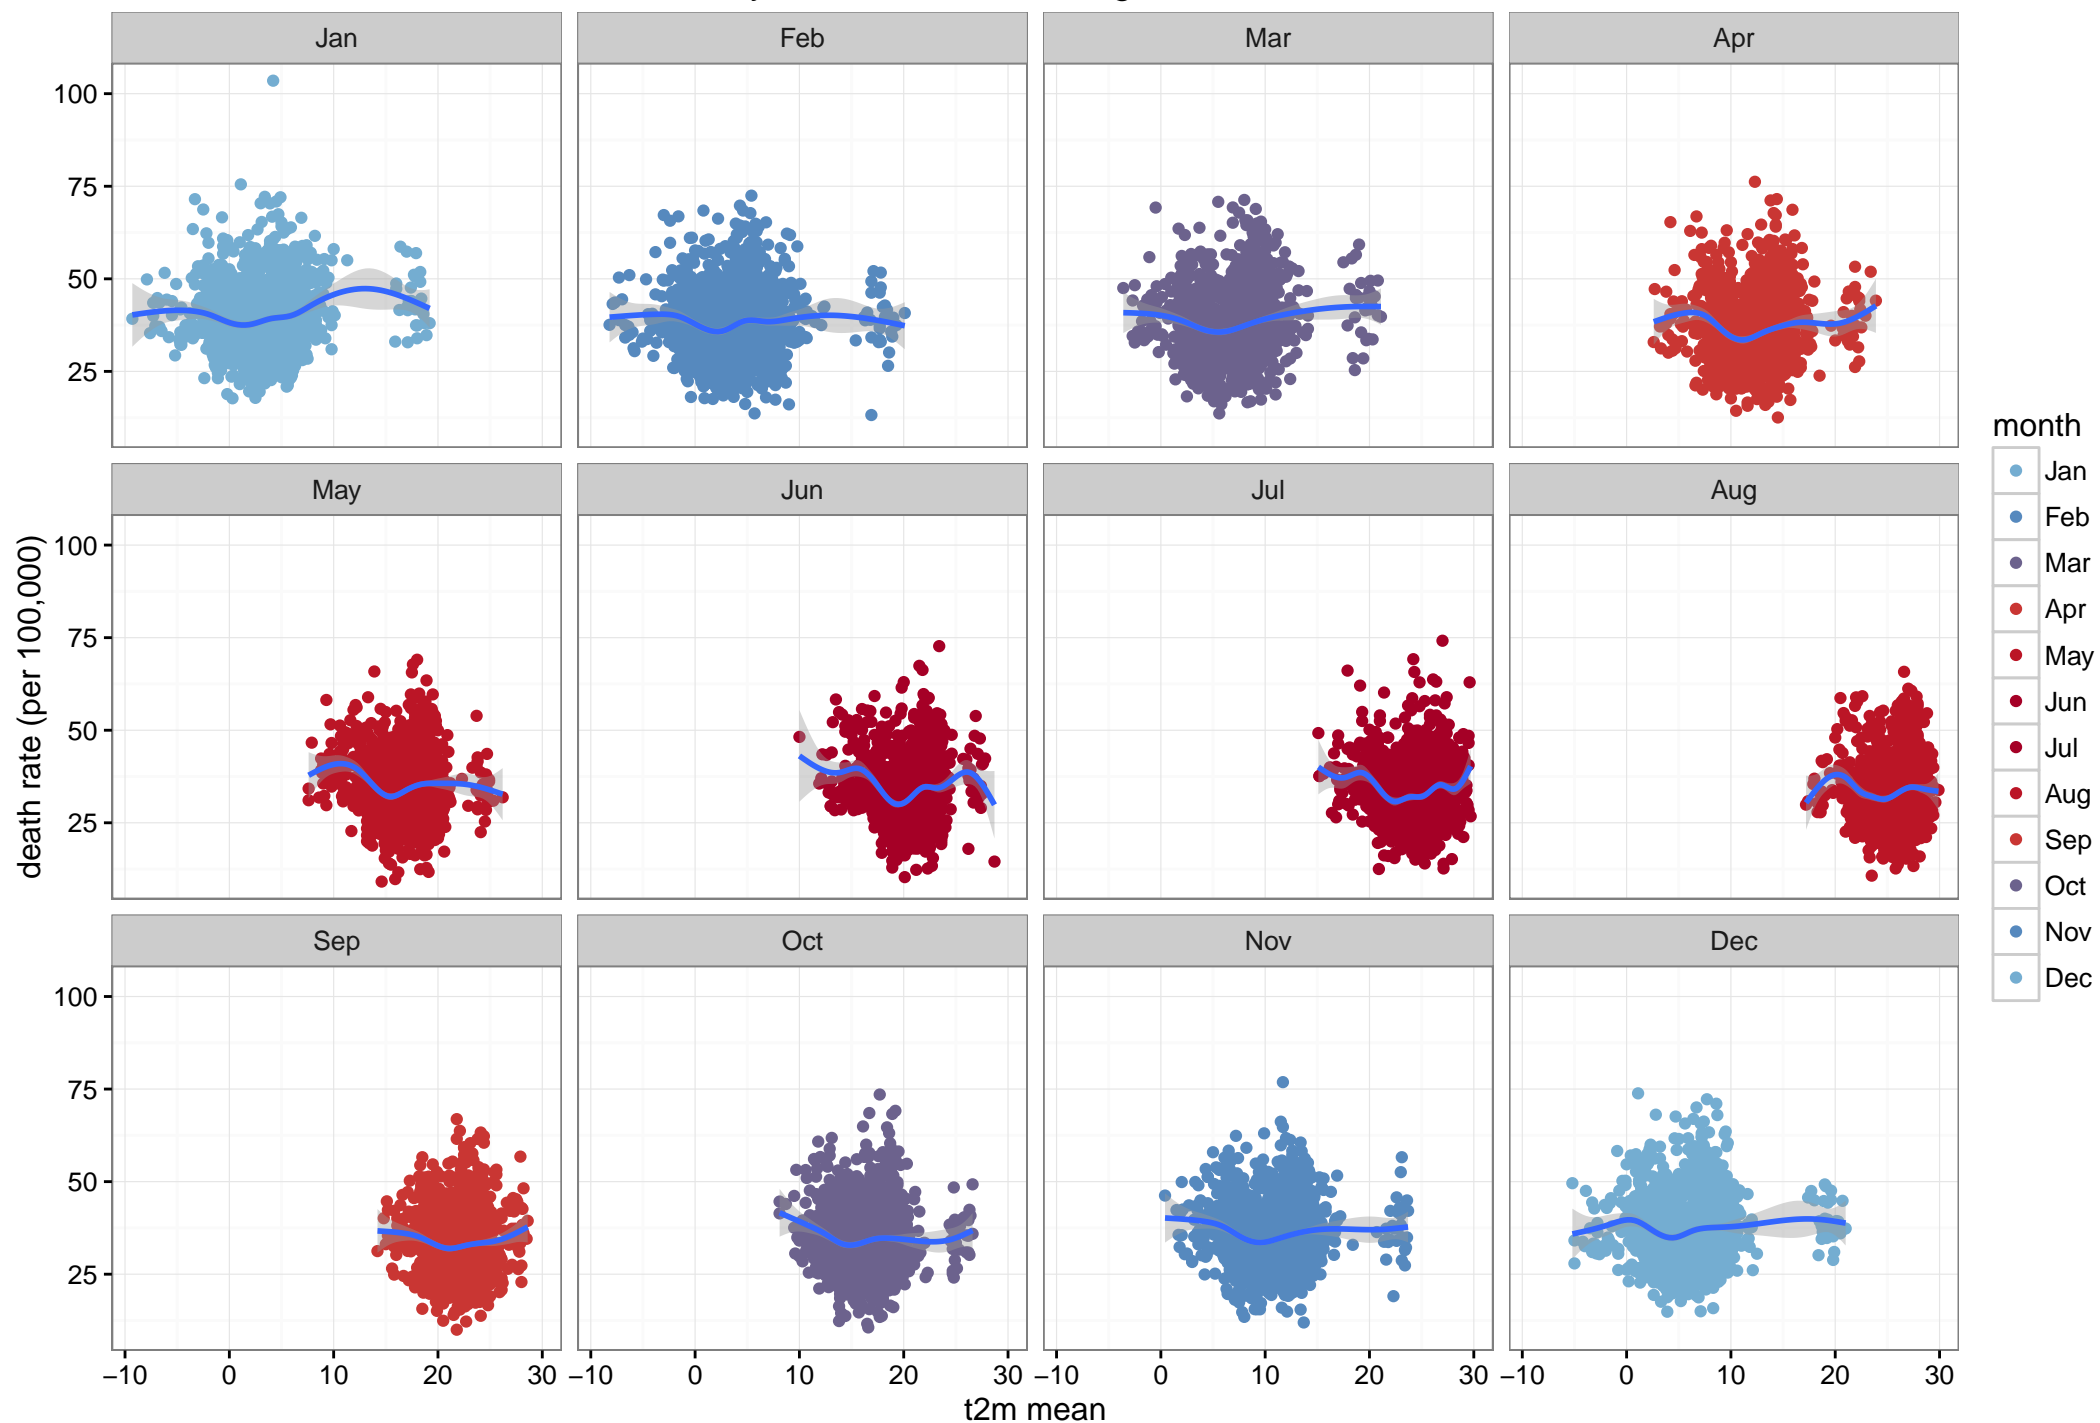 Jan Feb Mar Apr
100
75
50
25
May Jun Jul Aug
100
75
50
25
Sep Oct Nov Dec
100
75
50
25
−10 0 10 20 30 −10 0 10 20 30 −10 0 10 20 30 −10 0 10 20 30
t2m mean
death rate (per 100,000)
month
Jan
Feb
Mar
Apr
May
Jun
Jul
Aug
Sep
Oct
Nov
Dec